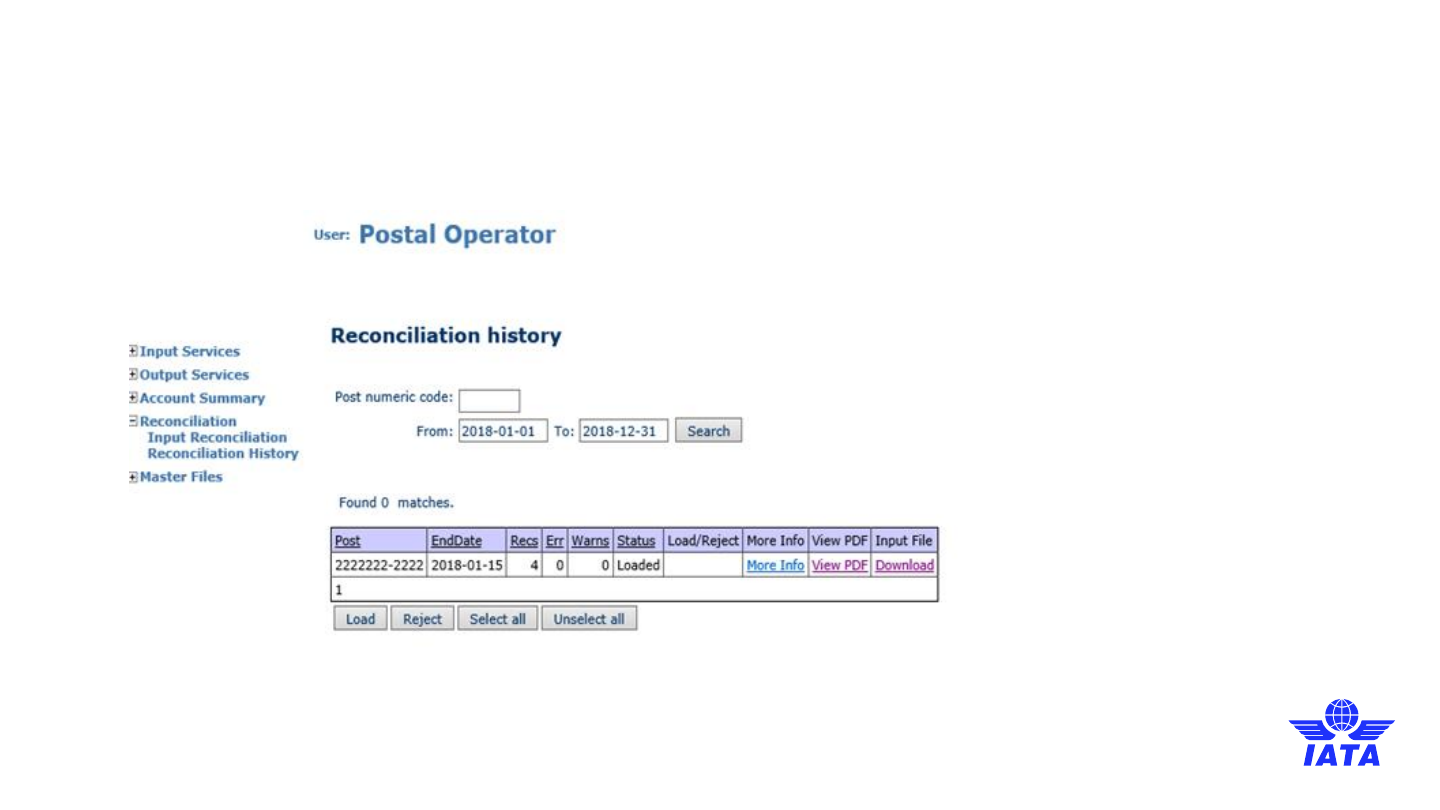 User: Postal Operator
Reconciliation history
Input Services
Output Services
Account Summary
Reconciliation
Input Reconciliation
Reconciliation History
Master Files
Post numeric code:
From: 2018-01-01 To: 2018-12-31 Search
Found 0 matches.
Post EndDate Recs Err Warns Status Load/Reject More Info View PDF Input File
2222222-2222 2018-01-15 4 0 0 Loaded More Info View PDF Download
1
Load Reject Select all Unselect all
IATA